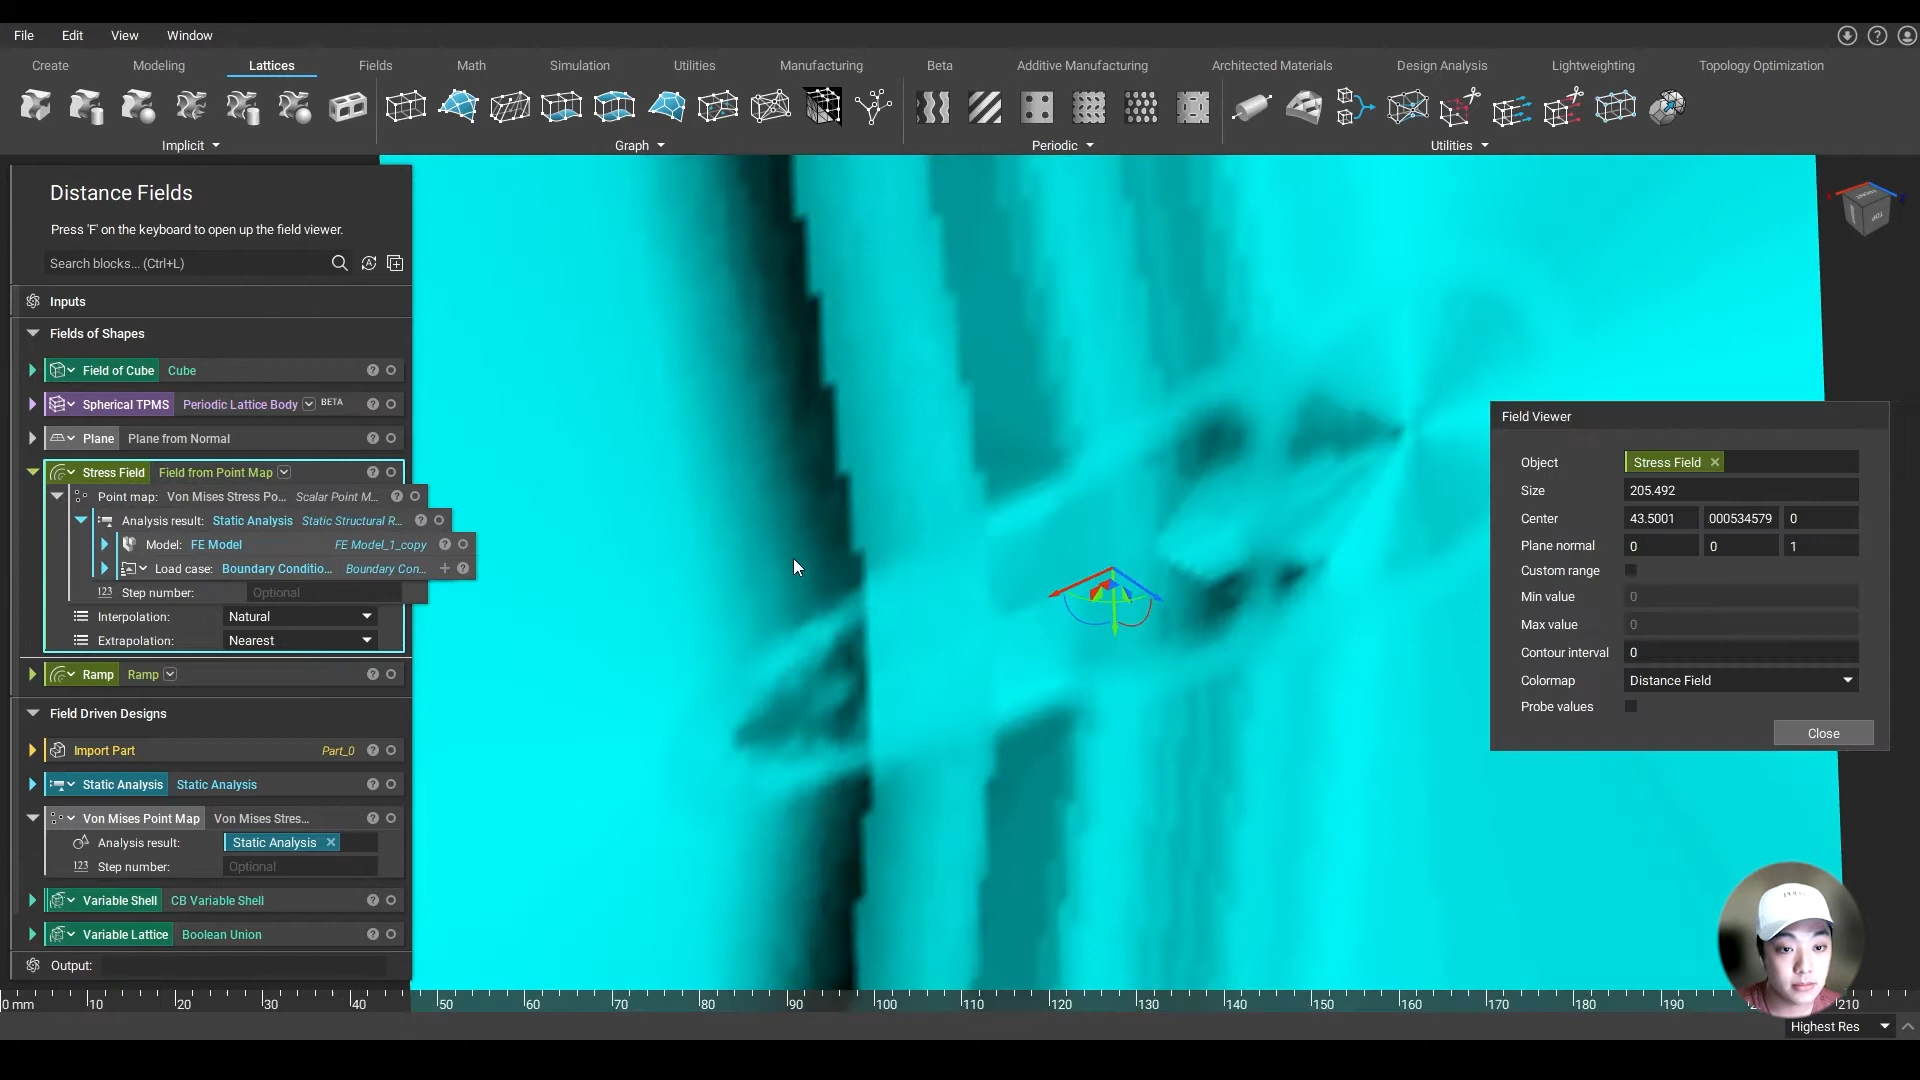 File Edit View Window
Create Modeling Lattices Fields Math Simulation Utilities Manufacturing Beta Additive Manufacturing Architected Materials Design Analysis Lightweighting Topology Optimization
Implicit Graph Periodic Utilities
Distance Fields
Press 'F' on the keyboard to open up the field viewer.
Search blocks... (Ctrl+L)
Inputs
Fields of Shapes
Field of Cube Cube
Spherical TPMS Periodic Lattice Body BETA
Plane Plane from Normal
Stress Field Field from Point Map
Point map: Von Mises Stress Po... Scalar Point M...
Analysis result: Static Analysis Static Structural R...
Model: FE Model FE Model_1_copy
Load case: Boundary Conditio... Boundary Con...
123 Step number: Optional
Interpolation: Natural
Extrapolation: Nearest
Ramp Ramp
Field Driven Designs
Import Part Part_0
Static Analysis Static Analysis
Von Mises Point Map Von Mises Stres...
Analysis result: Static Analysis
123 Step number: Optional
Variable Shell CB Variable Shell
Variable Lattice Boolean Union
Output:
Field Viewer
Object Stress Field
Size 205.492
Center 43.5001 000534579 0
Plane normal 0 0 1
Custom range
Min value 0
Max value 0
Contour interval 0
Colormap Distance Field
Probe values
Close
0 mm 10 20 30 40 50 60 70 80 90 100 110 120 130 140 150 160 170 180 190 210
Highest Res